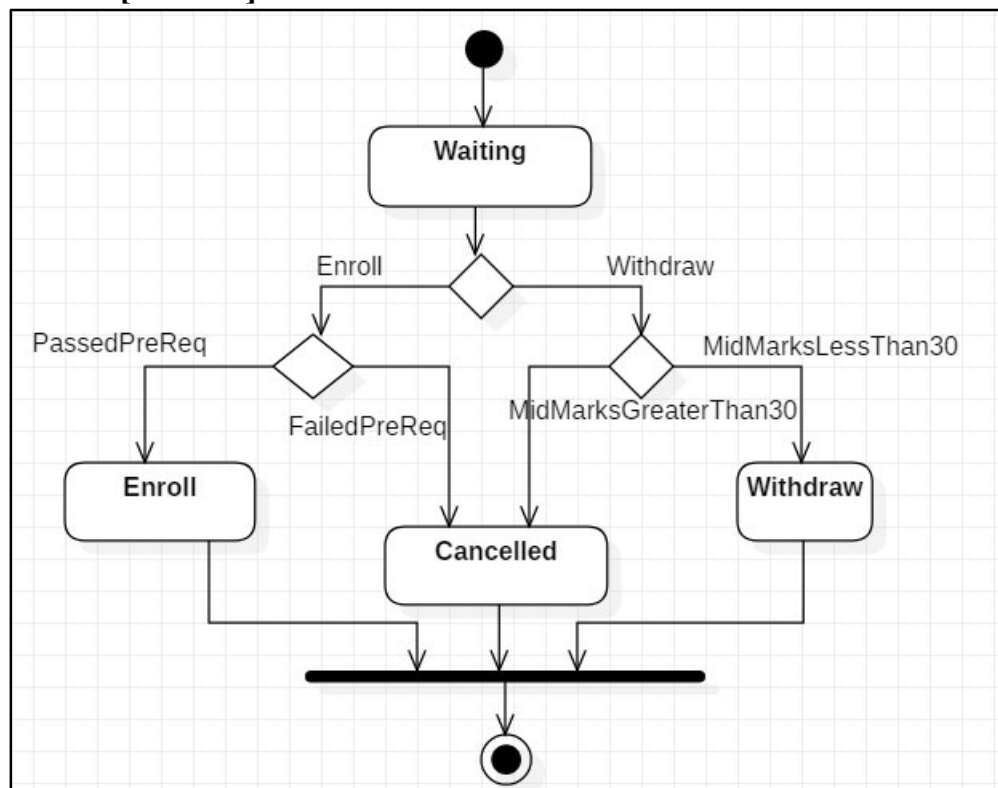 Waiting
Enroll
Withdraw
PassedPreReq
MidMarksLessThan30
FailedPreReq
MidMarksGreaterThan30
Enroll
Withdraw
Cancelled